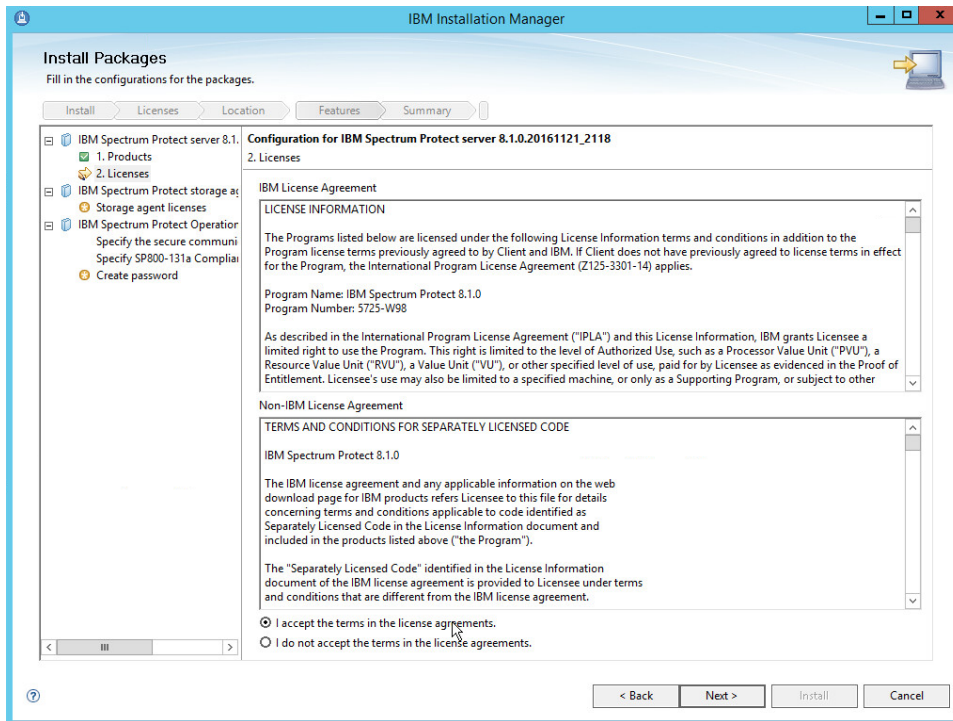 IBM Installation Manager
Install Packages
Fill in the configurations for the packages.
Install Licenses Location Features Summary
IBM Spectrum Protect server 8.1.
1. Products
2. Licenses
IBM Spectrum Protect storage ag
Storage agent licenses
IBM Spectrum Protect Operation
Specify the secure communi
Specify SP800-131a Complia
Create password
Configuration for IBM Spectrum Protect server 8.1.0.20161121_2118
2. Licenses
IBM License Agreement
LICENSE INFORMATION
The Programs listed below are licensed under the following License Information terms and conditions in addition to the
Program license terms previously agreed to by Client and IBM. If Client does not have previously agreed to license terms in effect
for the Program, the International Program License Agreement (Z125-3301-14) applies.
Program Name: IBM Spectrum Protect 8.1.0
Program Number: 5725-W98
As described in the International Program License Agreement ("IPLA") and this License Information, IBM grants Licensee a
limited right to use the Program. This right is limited to the level of Authorized Use, such as a Processor Value Unit ("PVU"), a
Resource Value Unit ("RVU"), a Value Unit ("VU"), or other specified level of use, paid for by Licensee as evidenced in the Proof of
Entitlement. Licensee's use may also be limited to a specified machine, or only as a Supporting Program, or subject to other
Non-IBM License Agreement
TERMS AND CONDITIONS FOR SEPARATELY LICENSED CODE
IBM Spectrum Protect 8.1.0
The IBM license agreement and any applicable information on the web
download page for IBM products refers Licensee to this file for details
concerning terms and conditions applicable to code identified as
Separately Licensed Code in the License Information document and
included in the products listed above ("the Program").
The "Separately Licensed Code" identified in the License Information
document of the IBM license agreement is provided to Licensee under terms
and conditions that are different from the IBM license agreement.
I accept the terms in the license agreements.
I do not accept the terms in the license agreements.
< Back Next > Install Cancel